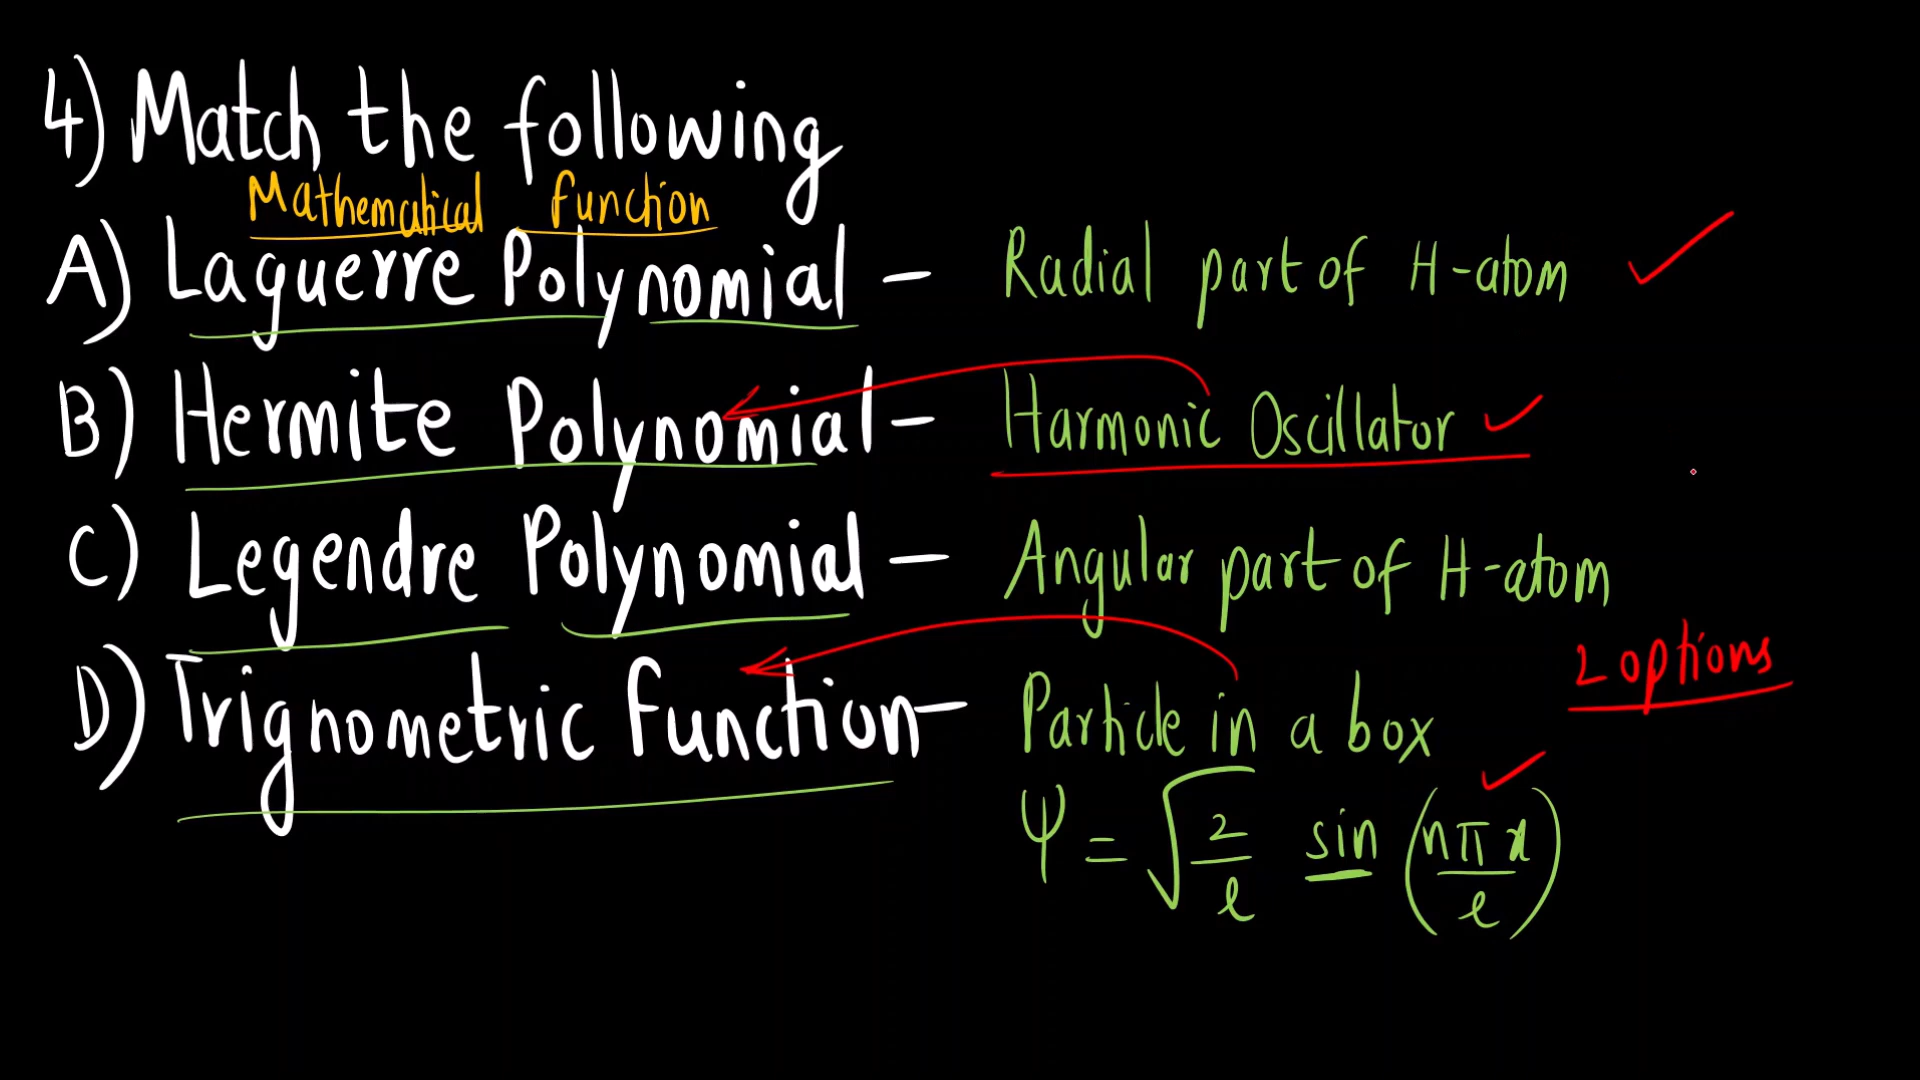 4) Match the following
Mathematical function
A) Laguerre Polynomial – Radial part of H-atom
B) Hermite Polynomial – Harmonic Oscillator
C) Legendre Polynomial – Angular part of H-atom
2 options
D) Trignometric function – Particle in a box
Ψ = √2/l sin (nπx/l)